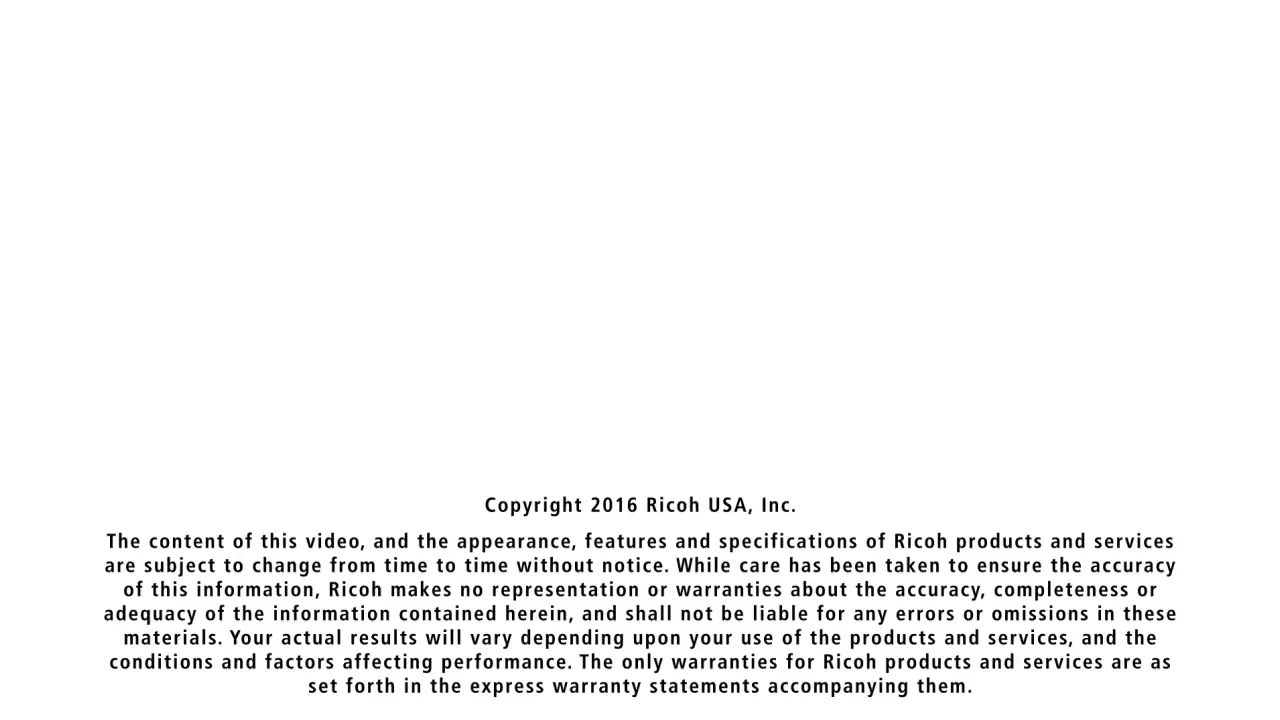 Copyright 2016 Ricoh USA, Inc.
The content of this video, and the appearance, features and specifications of Ricoh products and services
are subject to change from time to time without notice. While care has been taken to ensure the accuracy
of this information, Ricoh makes no representation or warranties about the accuracy, completeness or
adequacy of the information contained herein, and shall not be liable for any errors or omissions in these
materials. Your actual results will vary depending upon your use of the products and services, and the
conditions and factors affecting performance. The only warranties for Ricoh products and services are as
set forth in the express warranty statements accompanying them.